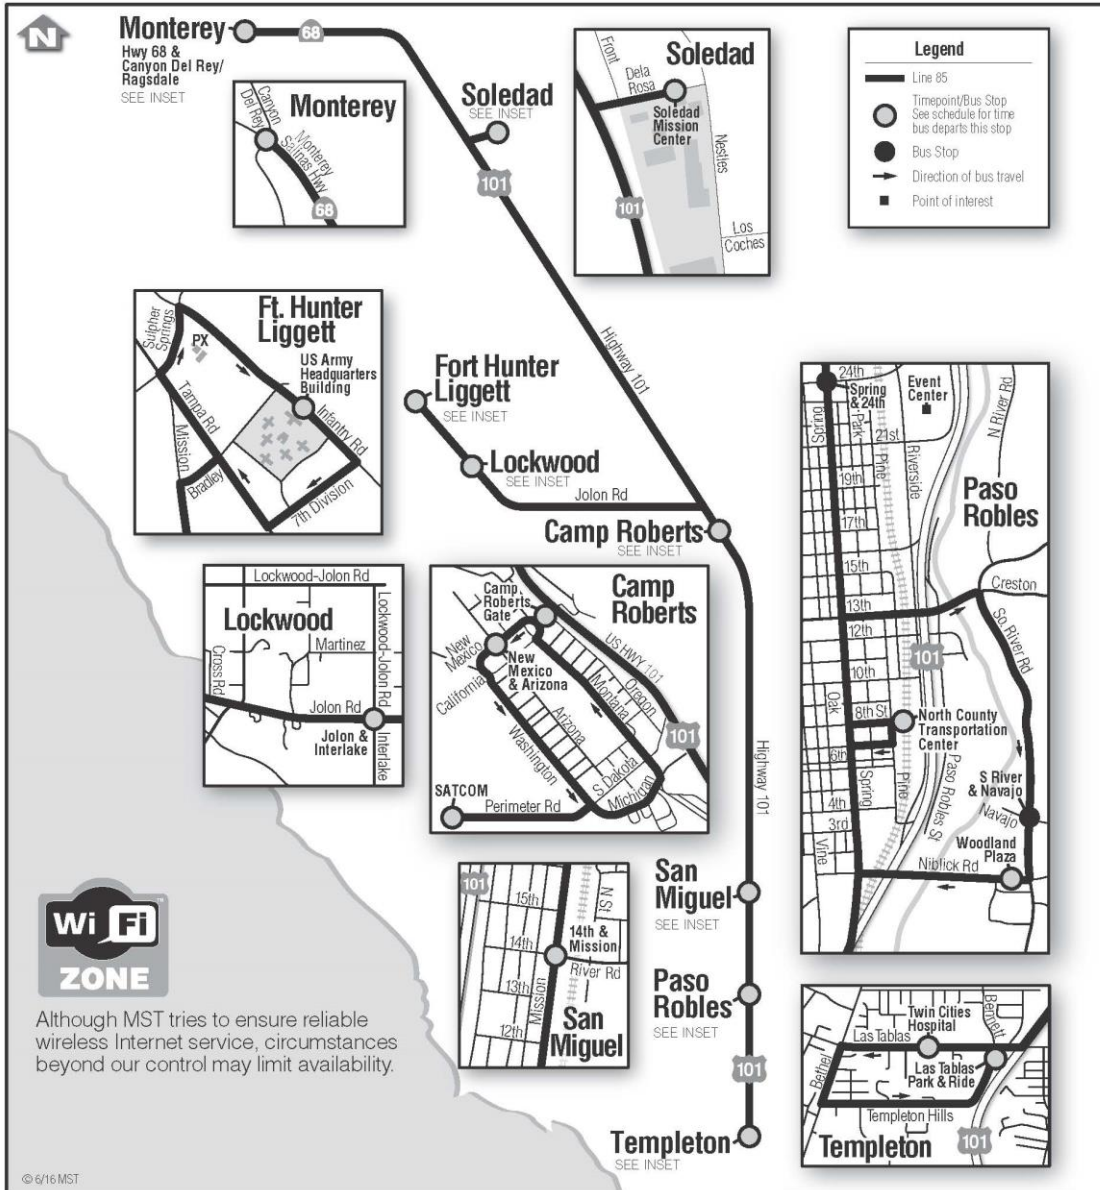 N
Monterey
Hwy 68 &
Canyon Del Rey/
Ragsdale
SEE INSET
68
Canyon
Del Rey
Monterey
Monterey
Salinas Hwy
68
Soledad
SEE INSET
101
Front
Dela
Rosa
Soledad
Soledad
Mission
Center
Nestles
101
Los
Coches
Legend
Line 85
Timepoint/Bus Stop
See schedule for time
bus departs this stop
Bus Stop
Direction of bus travel
Point of interest
Highway 101
Ft. Hunter
Liggett
Sulpher
Springs
PX
US Army
Headquarters
Building
Tampa Rd
Infantry Rd
Mission
Bradley
7th Division
Fort Hunter
Liggett
SEE INSET
Lockwood
SEE INSET
Jolon Rd
Camp Roberts
SEE INSET
Lockwood-Jolon Rd
Lockwood
Martinez
Lockwood-Jolon Rd
Cross Rd
Jolon Rd
Jolon &
Interlake
Interlake
Camp
Roberts
Gate
Camp
Roberts
New
Mexico
New
Mexico
& Arizona
US HWY 101
California
Oregon
Montana
Arizona
Washington
101
S Dakota
Michigan
SATCOM
Perimeter Rd
Highway 101
24th
Spring
& 24th
Event
Center
N River Rd
Spring
Park
21st
Pine
Riverside
19th
Paso
Robles
17th
15th
Creston
13th
12th
So. River Rd
101
10th
Oak
8th St
North County
Transportation
Center
6th
Spring
Pine
Paso Robles St
S River
& Navajo
4th
Navajo
3rd
Vine
Woodland
Plaza
Niblick Rd
San
Miguel
SEE INSET
101
15th
N St
14th
14th &
Mission
River Rd
13th
Mission
12th
San
Miguel
Paso
Robles
SEE INSET
101
Templeton
SEE INSET
Twin Cities
Hospital
Bennett
Las Tablas
Las Tablas
Park & Ride
Bethel
Templeton Hills
Templeton
101
Wi Fi
TM
ZONE
Although MST tries to ensure reliable
wireless Internet service, circumstances
beyond our control may limit availability.
© 6/16 MST